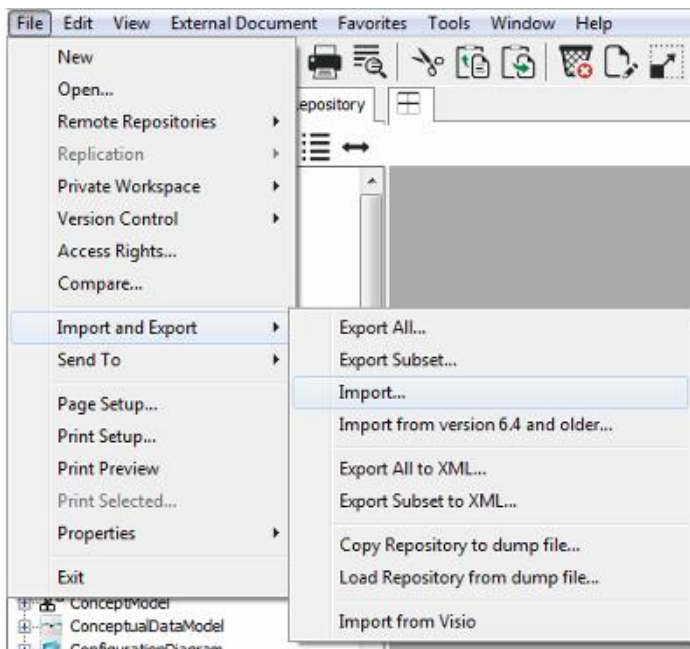 File Edit View External Document Favorites Tools Window Help
New
Open...
Remote Repositories
epository
Replication
Private Workspace
Version Control
Access Rights...
Compare...
Import and Export
Send To
Page Setup...
Print Setup...
Print Preview
Print Selected...
Properties
Exit
Export All...
Export Subset...
Import...
Import from version 6.4 and older...
Export All to XML...
Export Subset to XML...
Copy Repository to dump file...
Load Repository from dump file...
Import from Visio
ConceptModel
ConceptualDataModel
ConfigurationDiagram